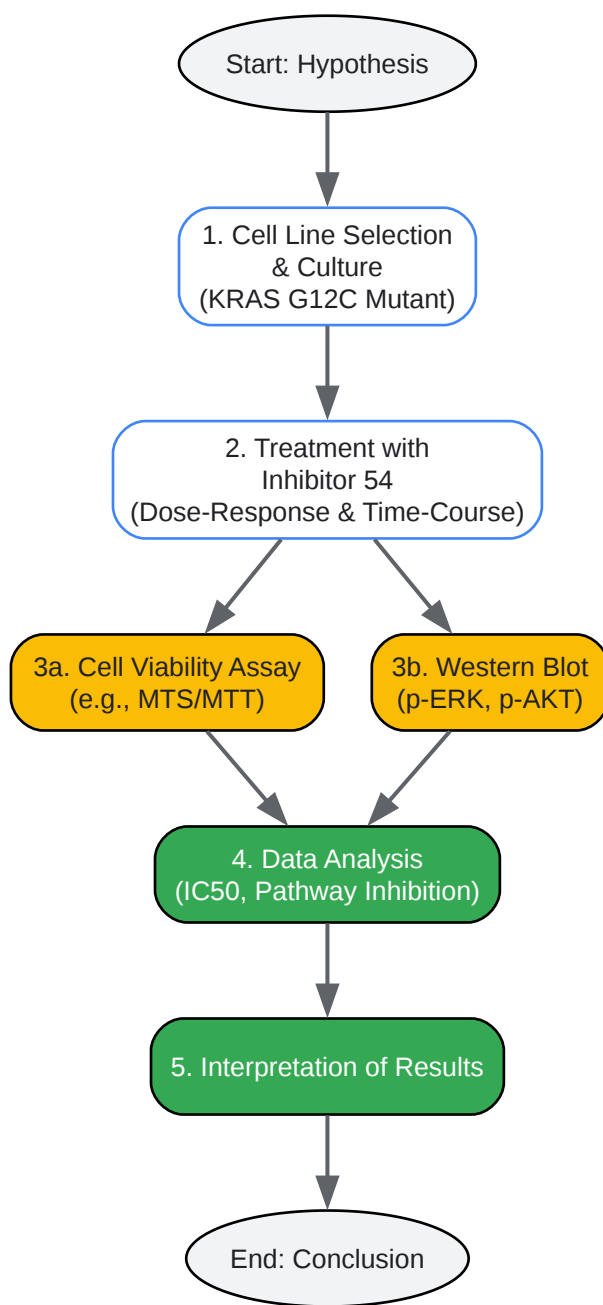 Start: Hypothesis
1. Cell Line Selection
& Culture
(KRAS G12C Mutant)
2. Treatment with
Inhibitor 54
(Dose-Response & Time-Course)
3a. Cell Viability Assay
(e.g., MTS/MTT)
3b. Western Blot
(p-ERK, p-AKT)
4. Data Analysis
(IC50, Pathway Inhibition)
5. Interpretation of Results
End: Conclusion